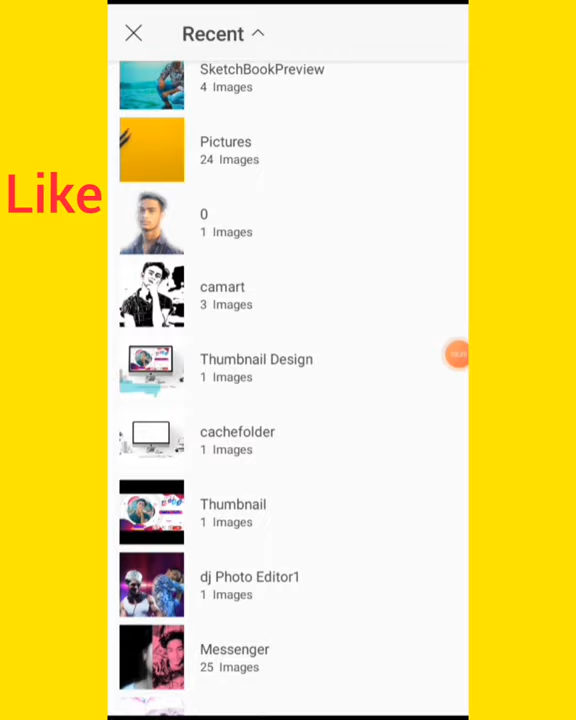 Recent
SketchBookPreview
4 Images
Pictures
24 Images
Like
0
1 Images
camart
3 Images
Thumbnail Design
1 Images
cachefolder
1 Images
Thumbnail
1 Images
dj Photo Editor1
1 Images
Messenger
25 Images